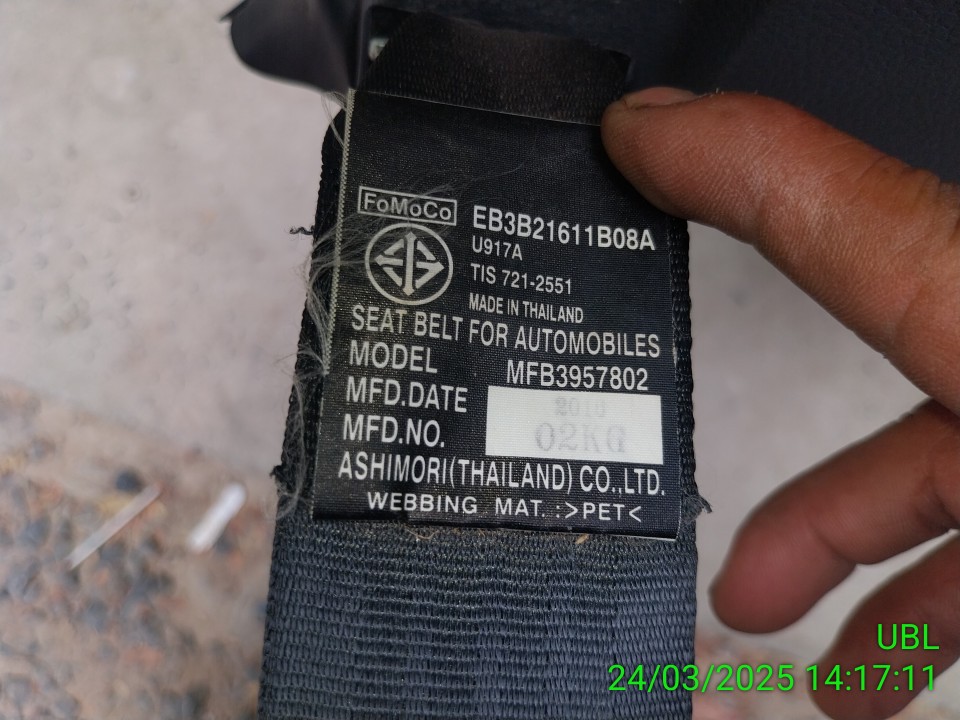 FoMoCo
EB3B21611B08A
U917A
TIS 721-2551
MADE IN THAILAND
SEAT BELT FOR AUTOMOBILES
MODEL MFB3957802
MFD.DATE
MFD.NO. 02KG
ASHIMORI(THAILAND) CO.,LTD.
WEBBING MAT. :>PET<
UBL
24/03/2025 14:17:11